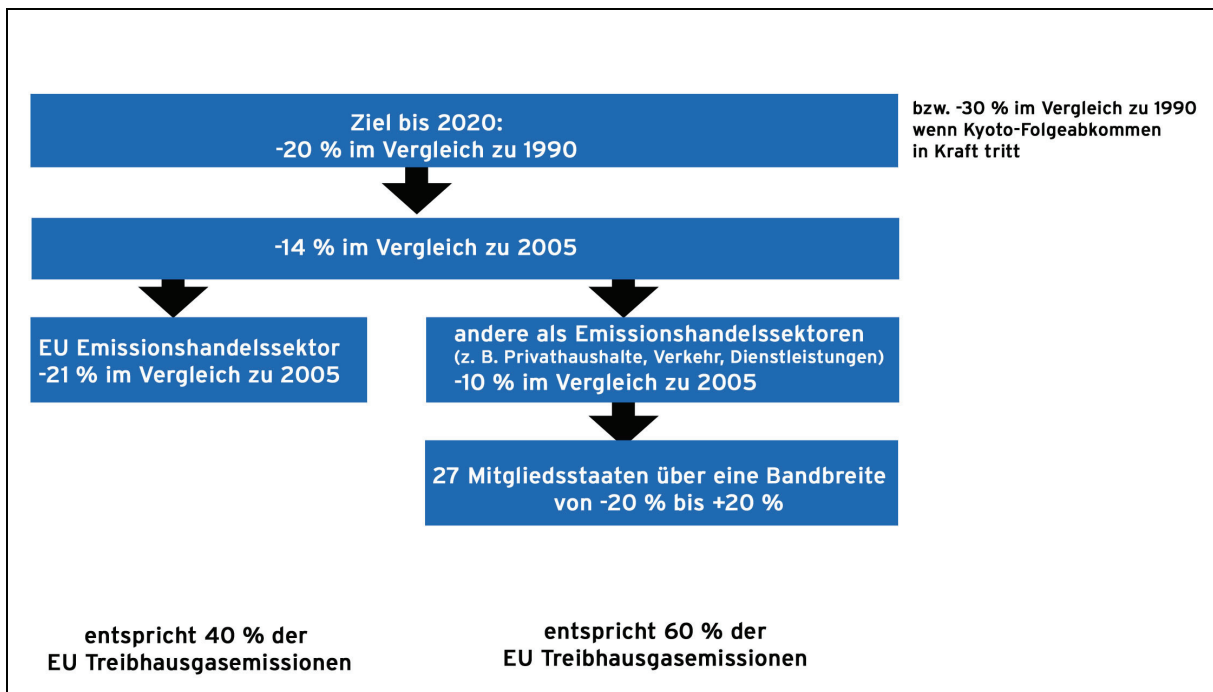 Ziel bis 2020:
-20 % im Vergleich zu 1990
bzw. -30 % im Vergleich zu 1990
wenn Kyoto-Folgeabkommen
in Kraft tritt
-14 % im Vergleich zu 2005
EU Emissionshandelssektor
-21 % im Vergleich zu 2005
andere als Emissionshandelssektoren
(z. B. Privathaushalte, Verkehr, Dienstleistungen)
-10 % im Vergleich zu 2005
27 Mitgliedsstaaten über eine Bandbreite
von -20 % bis +20 %
entspricht 40 % der
EU Treibhausgasemissionen
entspricht 60 % der
EU Treibhausgasemissionen